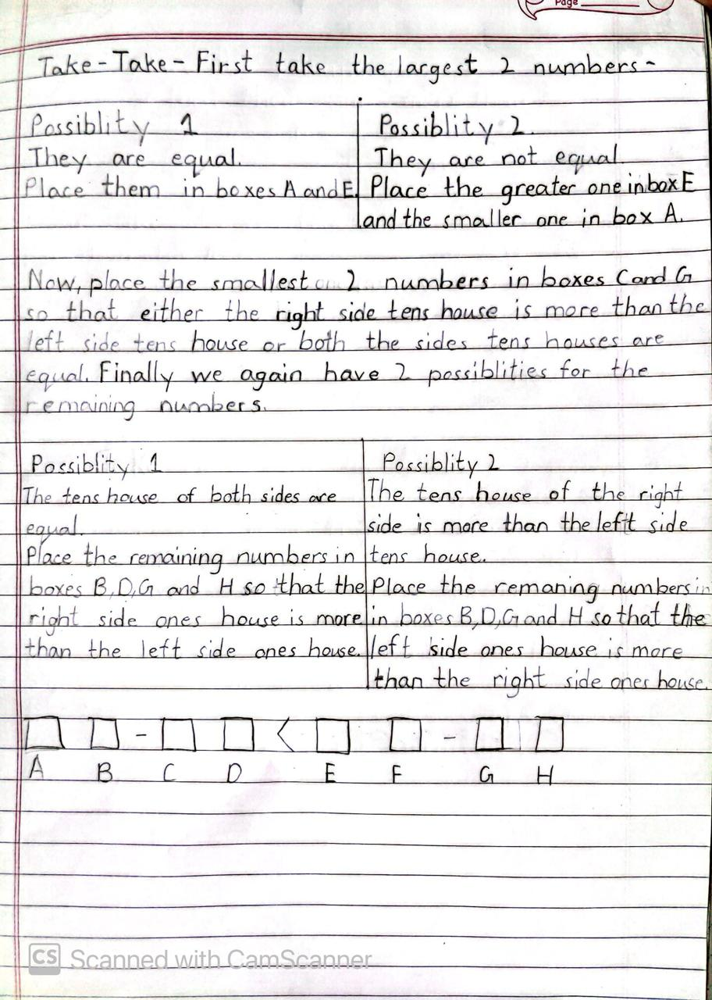 Page
Take-Take- First take the largest 2 numbers-
Possiblity 1
They are equal.
Place them in boxes A and E.
Possiblity 2.
They are not equal.
Place the greater one in box E
and the smaller one in box A.
Now, place the smallest 2 numbers in boxes C and G
so that either the right side tens house is more than the
left side tens house or both the sides tens houses are
equal. Finally we again have 2 possiblities for the
remaining numbers.
Possiblity 1
The tens house of both sides are
equal.
Place the remaining numbers in
boxes B,D,G and H so that the
right side ones house is more
than the left side ones house.
Possiblity 2
The tens house of the right
side is more than the left side
tens house.
Place the remaning numbers in
in boxes B,D,G and H so that the
left side ones house is more
than the right side ones house.
□ □ - □ □ < □ □ - □ □
A B C D E F G H
CS Scanned with CamScanner